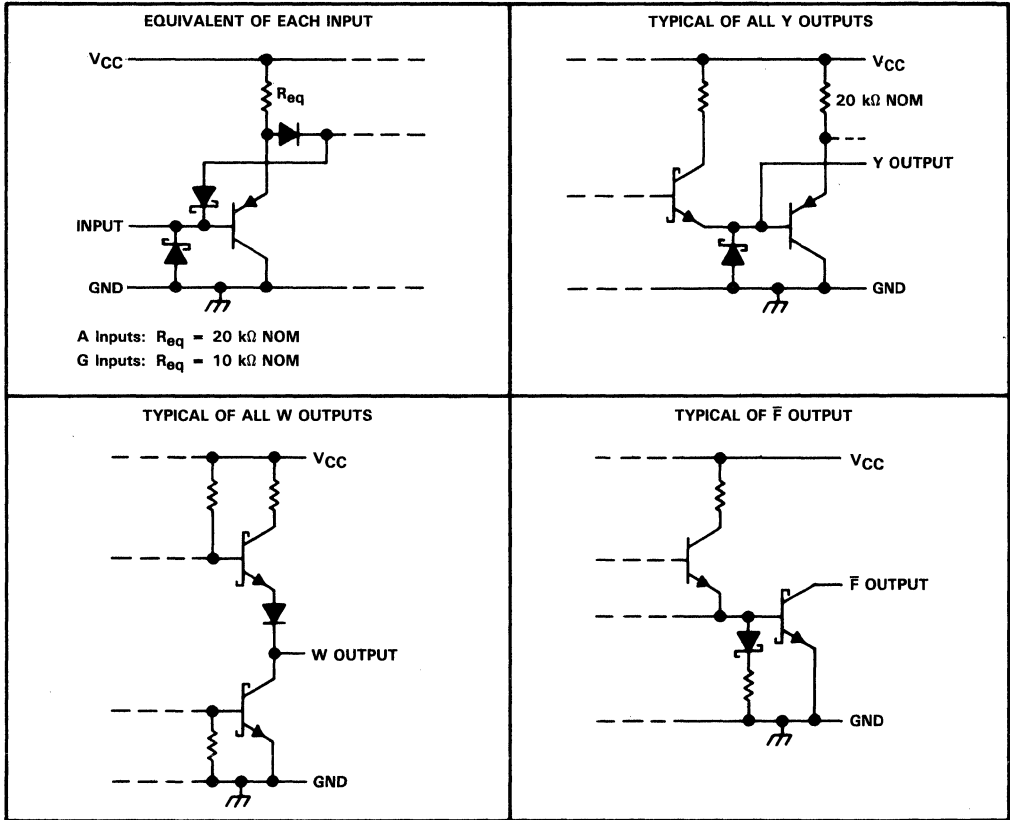 EQUIVALENT OF EACH INPUT
VCC
Req
INPUT
GND
A Inputs: Req = 20 kΩ NOM
G Inputs: Req = 10 kΩ NOM
TYPICAL OF ALL Y OUTPUTS
VCC
20 kΩ NOM
Y OUTPUT
GND
TYPICAL OF ALL W OUTPUTS
VCC
W OUTPUT
GND
TYPICAL OF F̅ OUTPUT
VCC
F̅ OUTPUT
GND